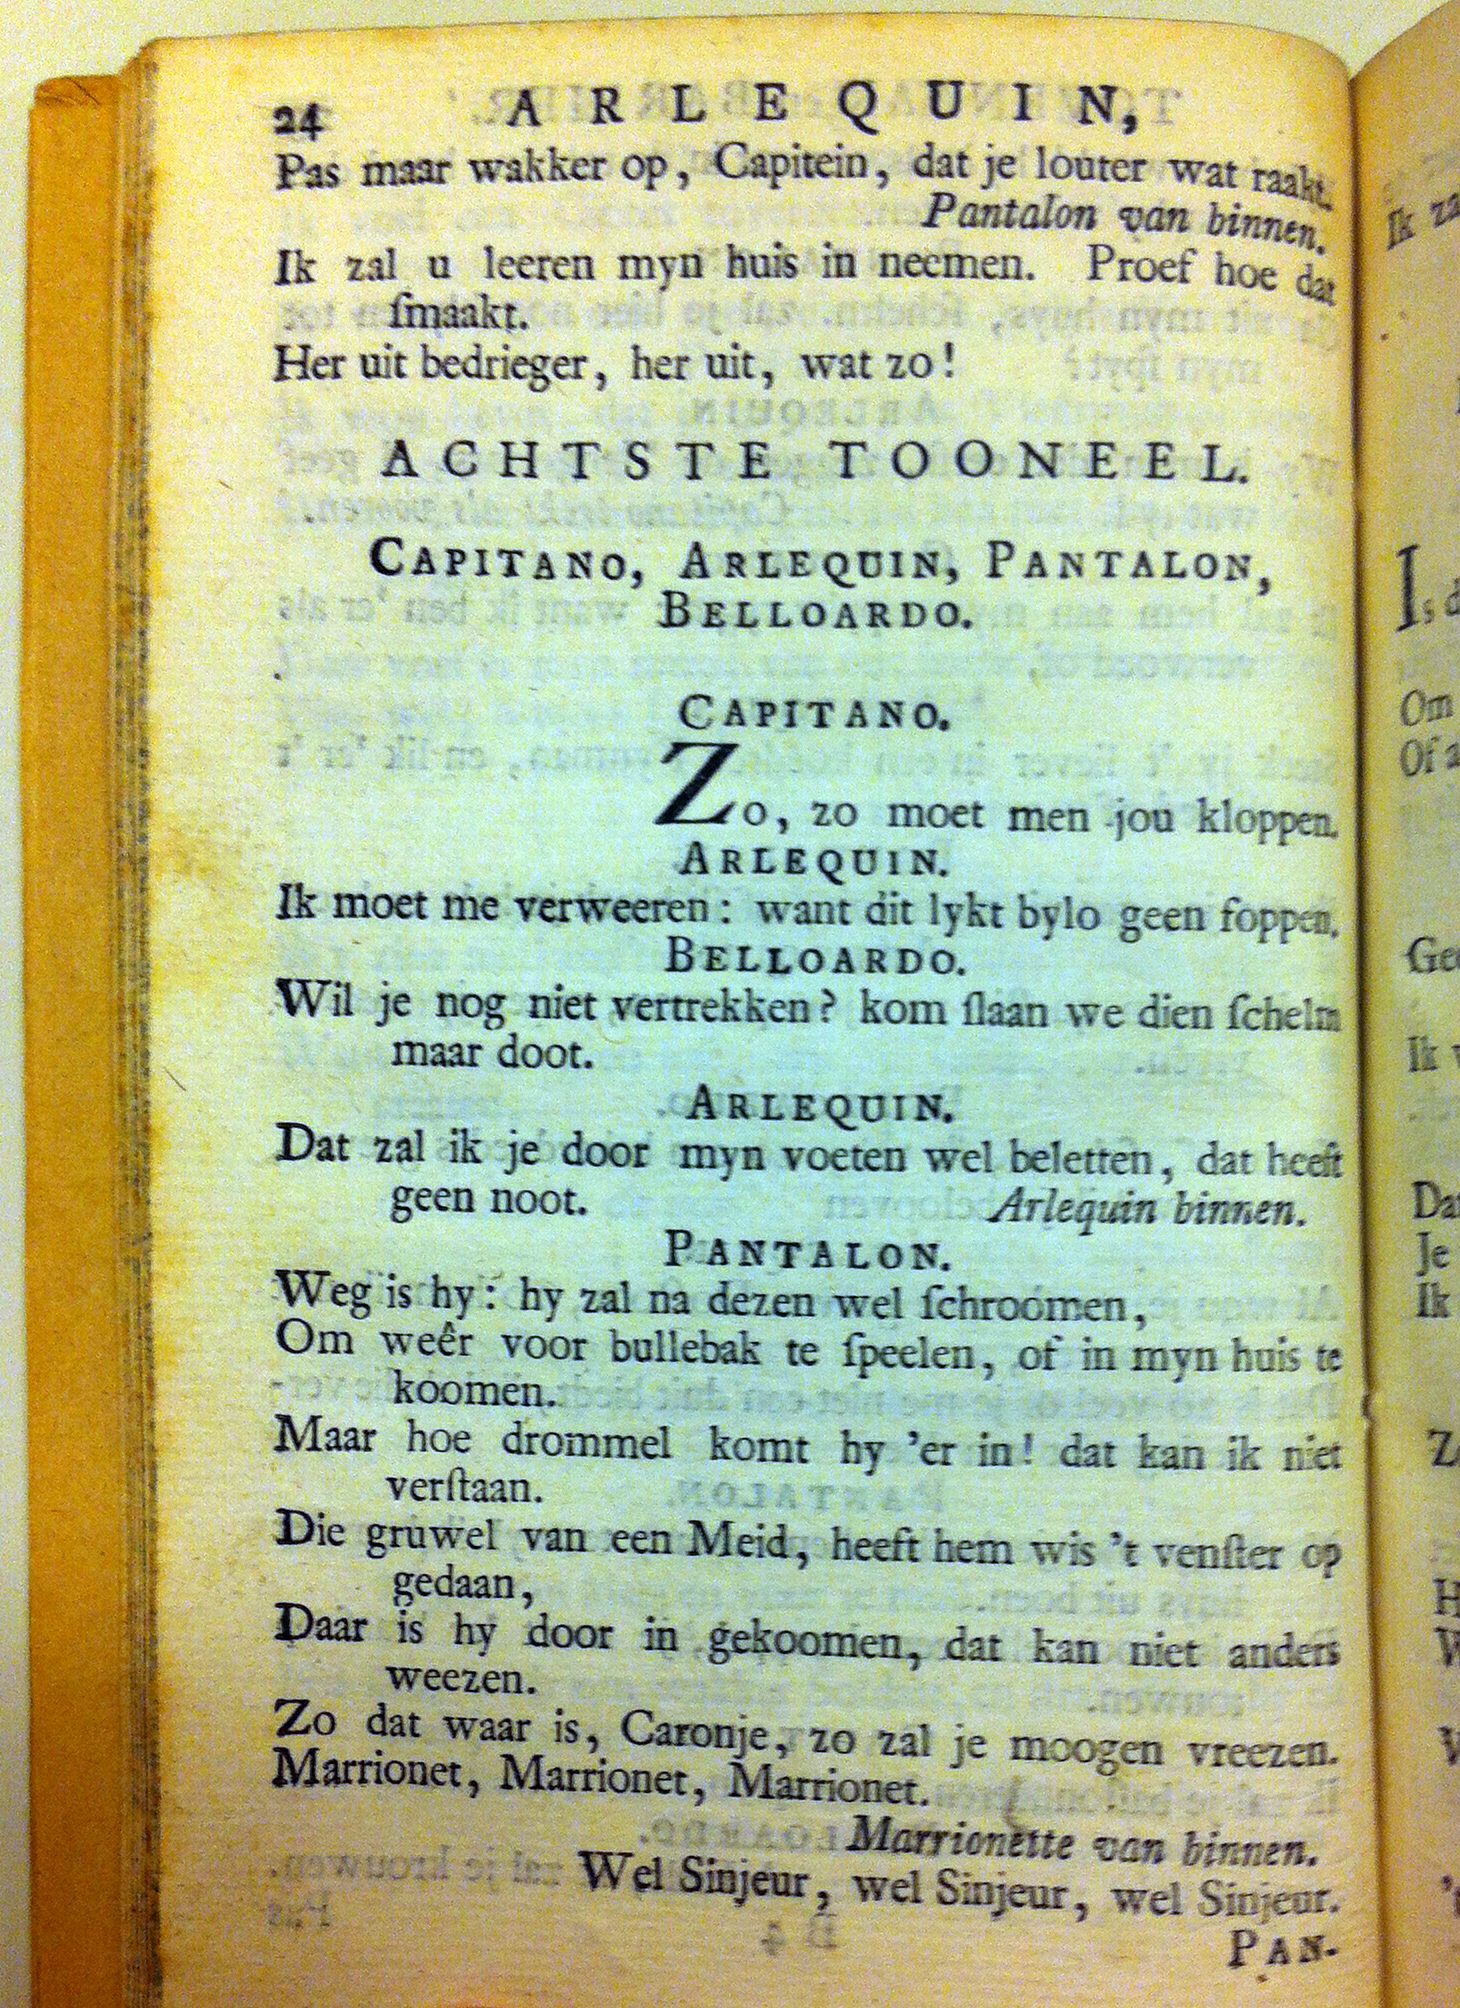 24 ARLEQUIN,
Pas maar wakker op, Capitein, dat je louter wat raakt.
Pantalon van binnen.
Ik zal u leeren myn huis in neemen. Proef hoe dat
ſmaakt.
Her uit bedrieger, her uit, wat zo!
ACHTSTE TOONEEL.
CAPITANO, ARLEQUIN, PANTALON,
BELLOARDO.
CAPITANO.
Zo, zo moet men jou kloppen.
ARLEQUIN.
Ik moet me verweeren: want dit lykt bylo geen foppen.
BELLOARDO.
Wil je nog niet vertrekken? kom ſlaan we dien ſchelm
maar doot.
ARLEQUIN.
Dat zal ik je door myn voeten wel beletten, dat heeft
geen noot. Arlequin binnen.
PANTALON.
Weg is hy: hy zal na dezen wel ſchroomen,
Om weêr voor bullebak te ſpeelen, of in myn huis te
koomen.
Maar hoe drommel komt hy 'er in! dat kan ik niet
verſtaan.
Die gruwel van een Meid, heeft hem wis 't venſter op
gedaan,
Daar is hy door in gekoomen, dat kan niet anders
weezen.
Zo dat waar is, Caronje, zo zal je moogen vreezen.
Marrionet, Marrionet, Marrionet.
Marrionette van binnen.
Wel Sinjeur, wel Sinjeur, wel Sinjeur.
PAN-